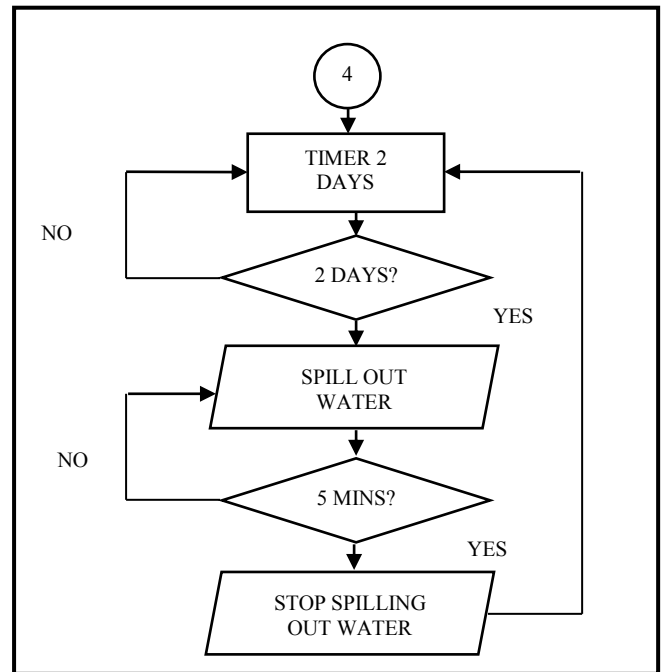 4
TIMER 2
DAYS
NO
2 DAYS?
YES
SPILL OUT
WATER
NO
5 MINS?
YES
STOP SPILLING
OUT WATER